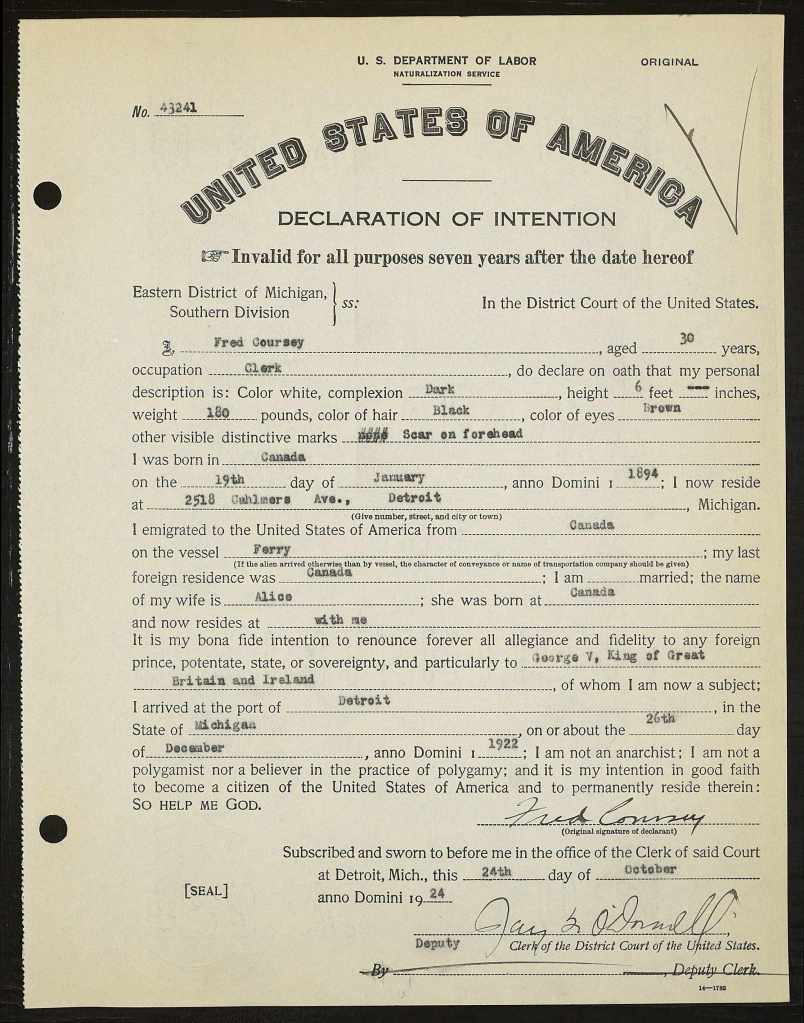 U. S. DEPARTMENT OF LABOR
NATURALIZATION SERVICE
ORIGINAL
No. 43241
UNITED STATES OF AMERICA
DECLARATION OF INTENTION
☞ Invalid for all purposes seven years after the date hereof
Eastern District of Michigan,
Southern Division } ss:
In the District Court of the United States.
I, Fred Coursey, aged 30 years,
occupation Clerk, do declare on oath that my personal
description is: Color white, complexion Dark, height 6 feet --- inches,
weight 180 pounds, color of hair Black, color of eyes Brown
other visible distinctive marks Scar on forehead
I was born in Canada
on the 19th day of January, anno Domini 1 1894; I now reside
at 2518 Cuhlmers Ave., Detroit, Michigan.
(Give number, street, and city or town)
I emigrated to the United States of America from Canada
on the vessel Ferry; my last
(If the alien arrived otherwise than by vessel, the character of conveyance or name of transportation company should be given)
foreign residence was Canada; I am married; the name
of my wife is Alice; she was born at Canada
and now resides at with me
It is my bona fide intention to renounce forever all allegiance and fidelity to any foreign
prince, potentate, state, or sovereignty, and particularly to George V, King of Great
Britain and Ireland, of whom I am now a subject;
I arrived at the port of Detroit, in the
State of Michigan, on or about the 26th day
of December, anno Domini 1 1922; I am not an anarchist; I am not a
polygamist nor a believer in the practice of polygamy; and it is my intention in good faith
to become a citizen of the United States of America and to permanently reside therein:
SO HELP ME GOD.
Fred Coursey
(Original signature of declarant)
Subscribed and sworn to before me in the office of the Clerk of said Court
at Detroit, Mich., this 24th day of October
[SEAL]
anno Domini 19 24
O'Donnell
Deputy Clerk of the District Court of the United States.
By , Deputy Clerk.
14—1782